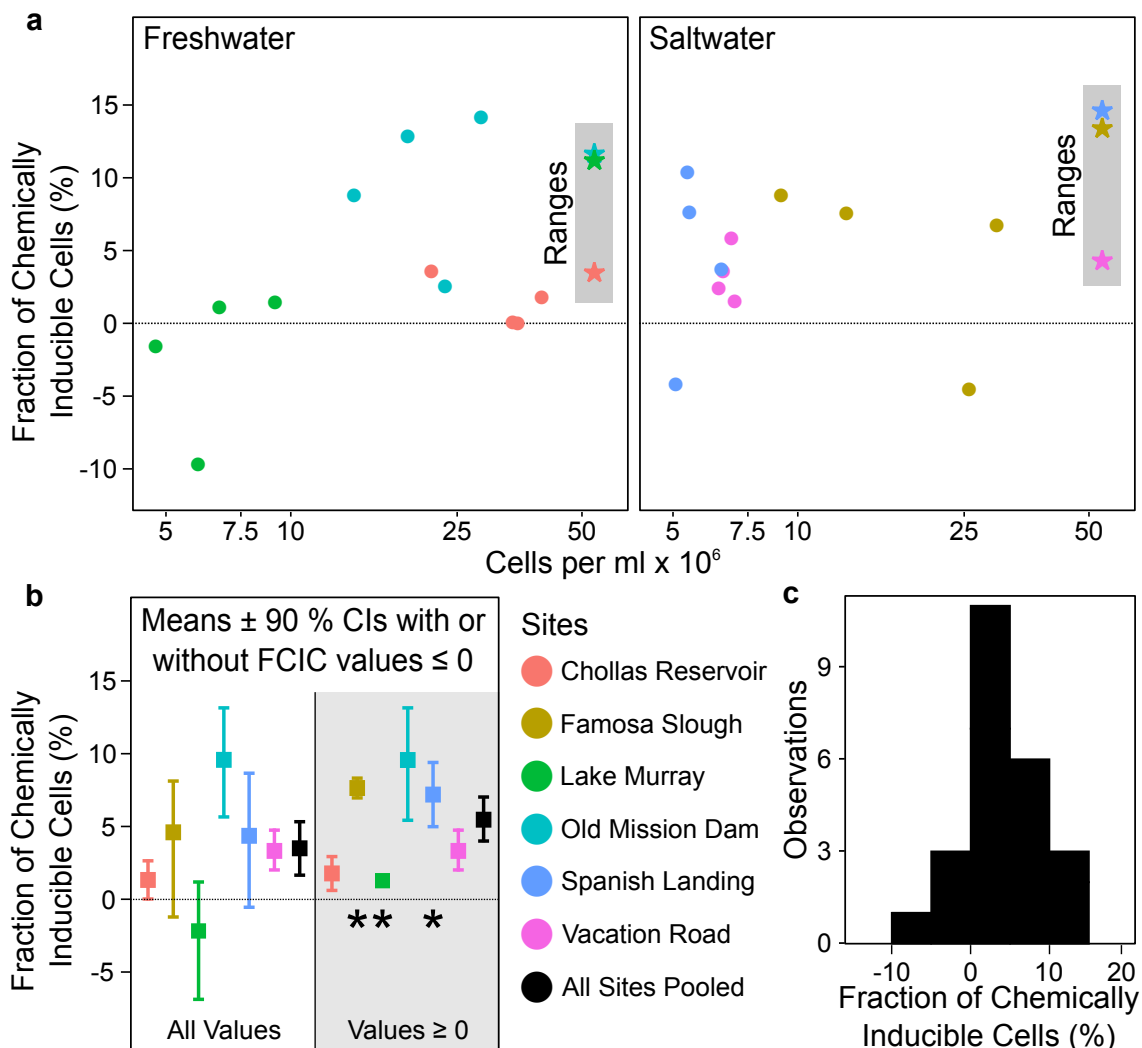 a
Freshwater
Saltwater
Fraction of Chemically
Inducible Cells (%)
15
10
5
0
-5
-10
Ranges
Ranges
5
7.5
10
25
50
5
7.5
10
25
50
Cells per ml x 10⁶
b
Means ± 90 % CIs with or
without FCIC values ≤ 0
Fraction of Chemically
Inducible Cells (%)
15
10
5
0
-5
* * *
All Values
Values ≥ 0
Sites
Chollas Reservoir
Famosa Slough
Lake Murray
Old Mission Dam
Spanish Landing
Vacation Road
All Sites Pooled
c
Observations
9
6
3
0
-10
0
10
20
Fraction of Chemically
Inducible Cells (%)